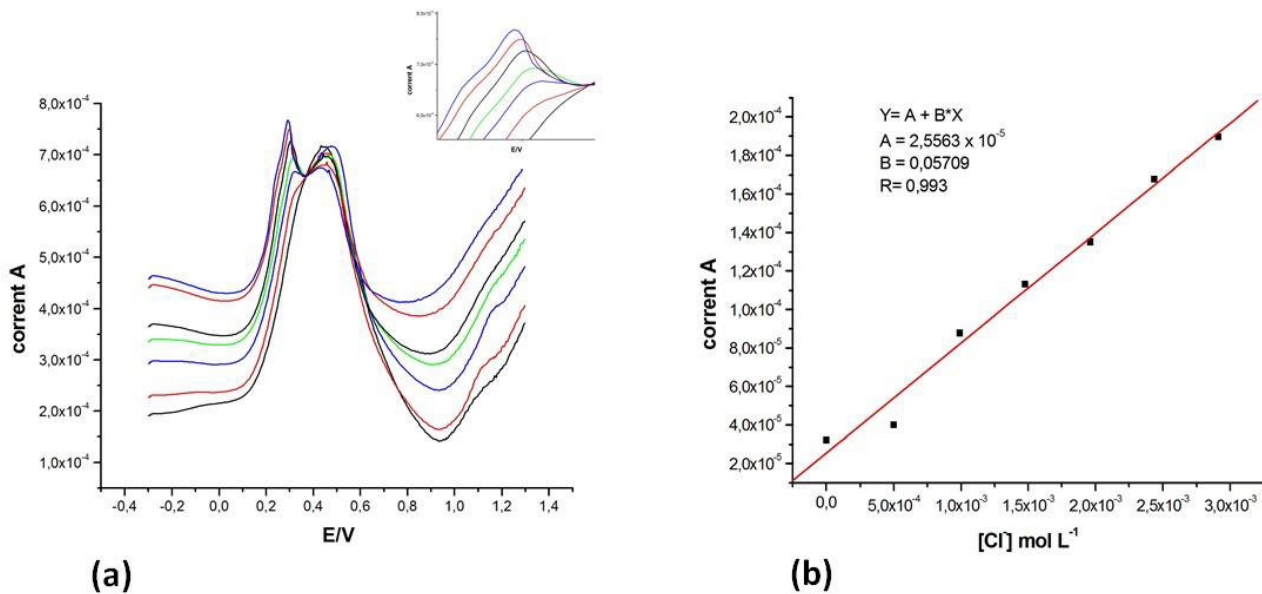 corrent A
E/V
8,0x10⁻⁴
7,0x10⁻⁴
6,0x10⁻⁴
5,0x10⁻⁴
4,0x10⁻⁴
3,0x10⁻⁴
2,0x10⁻⁴
1,0x10⁻⁴
corrent A
-0,4 -0,2 0,0 0,2 0,4 0,6 0,8 1,0 1,2 1,4
E/V
(a)
Y= A + B*X
A = 2,5563 x 10⁻⁵
B = 0,05709
R= 0,993
2,0x10⁻⁴
1,8x10⁻⁴
1,6x10⁻⁴
1,4x10⁻⁴
1,2x10⁻⁴
1,0x10⁻⁴
8,0x10⁻⁵
6,0x10⁻⁵
4,0x10⁻⁵
2,0x10⁻⁵
corrent A
0,0 5,0x10⁻⁴ 1,0x10⁻³ 1,5x10⁻³ 2,0x10⁻³ 2,5x10⁻³ 3,0x10⁻³
[Cl⁻] mol L⁻¹
(b)